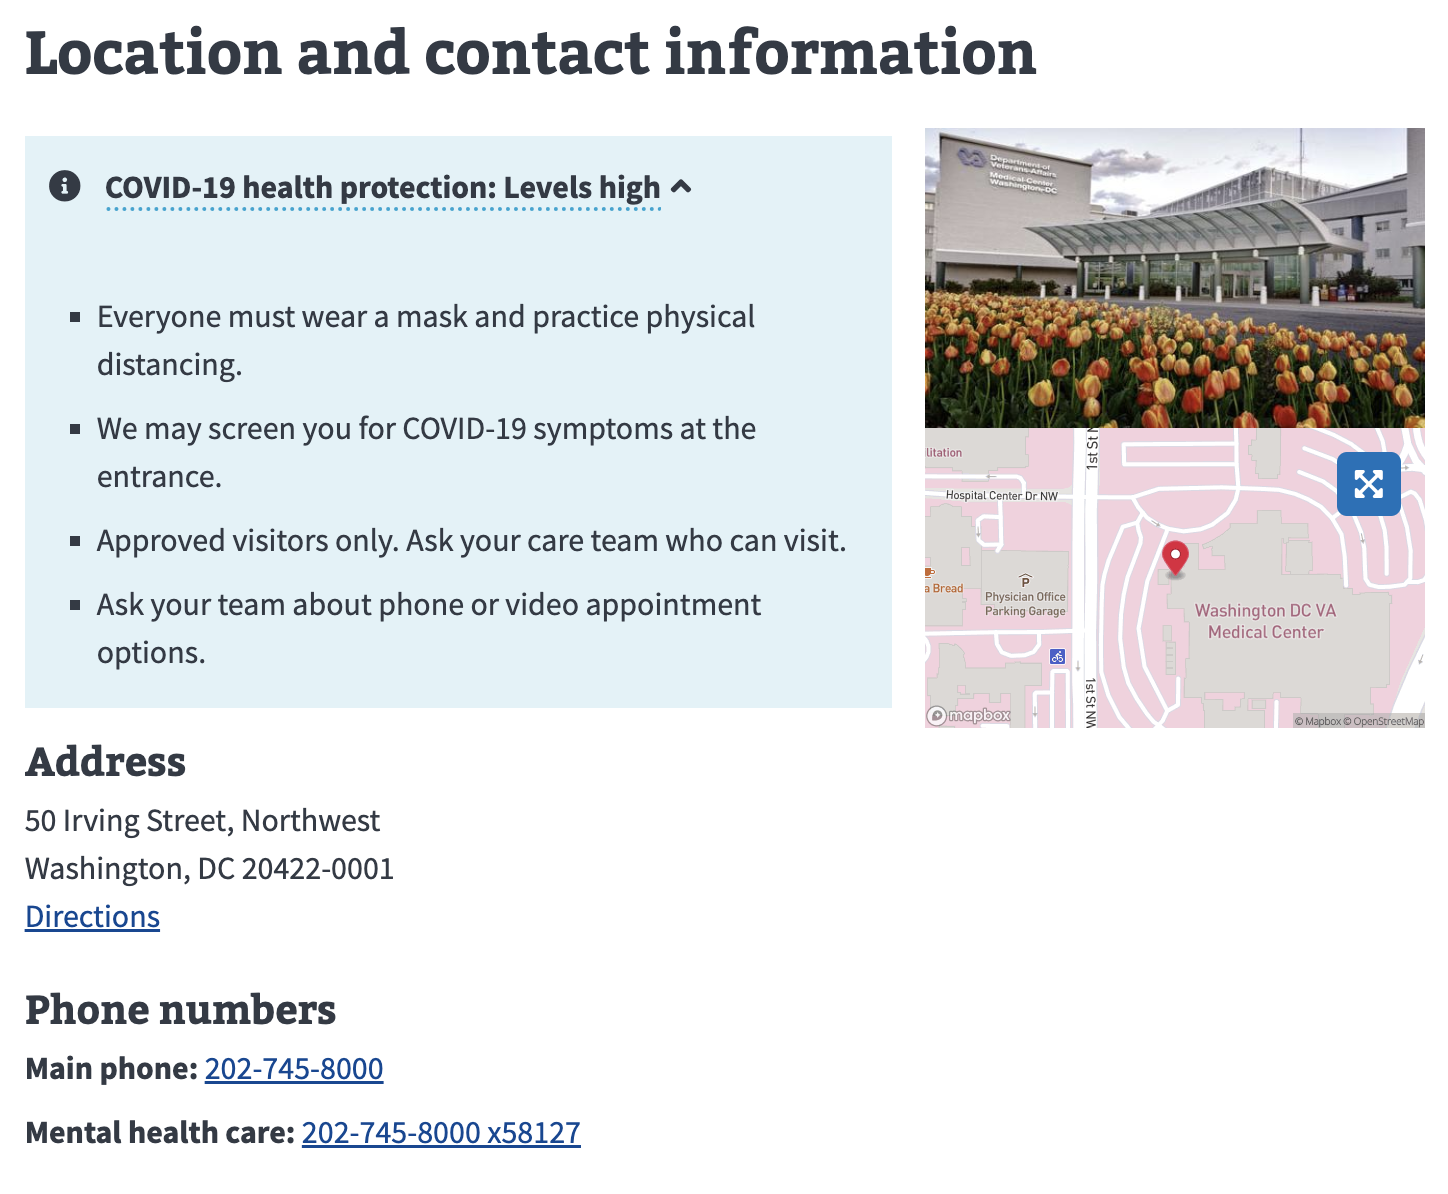 Location and contact information
COVID-19 health protection: Levels high
Everyone must wear a mask and practice physical
distancing.
We may screen you for COVID-19 symptoms at the
entrance.
Approved visitors only. Ask your care team who can visit.
Ask your team about phone or video appointment
options.
Department of
Veterans Affairs
Medical Center
Washington, DC
litation
1st St N
Hospital Center Dr NW
a Bread
P
Physician Office
Parking Garage
Washington DC VA
Medical Center
1st St NW
mapbox
© Mapbox © OpenStreetMap
Address
50 Irving Street, Northwest
Washington, DC 20422-0001
Directions
Phone numbers
Main phone: 202-745-8000
Mental health care: 202-745-8000 x58127